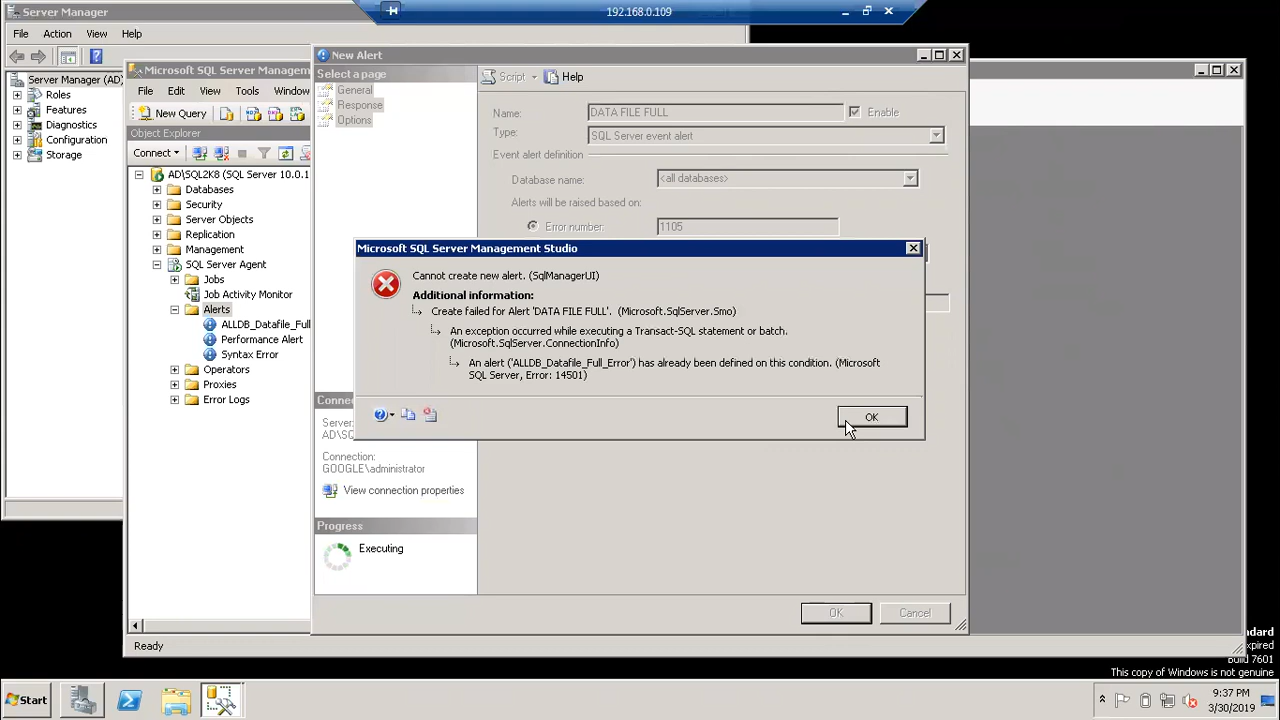 Server Manager
192.168.0.109
File Action View Help
Server Manager (AD)
Roles
Features
Diagnostics
Configuration
Storage
Microsoft SQL Server Managem
File Edit View Tools Window
New Query
Object Explorer
Connect
AD\SQL2K8 (SQL Server 10.0.1
Databases
Security
Server Objects
Replication
Management
SQL Server Agent
Jobs
Job Activity Monitor
Alerts
ALLDB_Datafile_Full
Performance Alert
Syntax Error
Operators
Proxies
Error Logs
Ready
New Alert
Select a page
General
Response
Options
Script Help
Name: DATA FILE FULL Enable
Type: SQL Server event alert
Event alert definition
Database name: <all databases>
Alerts will be raised based on:
Error number: 1105
Microsoft SQL Server Management Studio
Cannot create new alert. (SqlManagerUI)
Additional information:
Create failed for Alert 'DATA FILE FULL'. (Microsoft.SqlServer.Smo)
An exception occurred while executing a Transact-SQL statement or batch.
(Microsoft.SqlServer.ConnectionInfo)
An alert ('ALLDB_Datafile_Full_Error') has already been defined on this condition. (Microsoft
SQL Server, Error: 14501)
OK
Connec
Server:
AD\SQ
Connection:
GOOGLE\administrator
View connection properties
Progress
Executing
OK Cancel
ndard
xpired
Build 7601
This copy of Windows is not genuine
Start
9:37 PM
3/30/2019